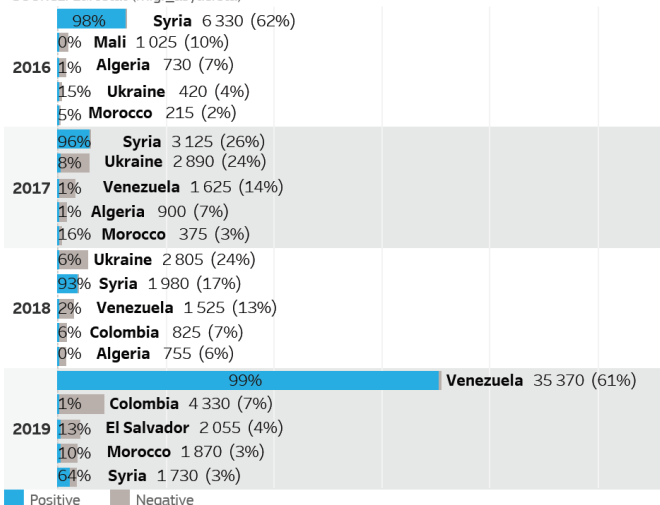 98% Syria 6 330 (62%)
0% Mali 1 025 (10%)
2016 1% Algeria 730 (7%)
15% Ukraine 420 (4%)
5% Morocco 215 (2%)
96% Syria 3 125 (26%)
8% Ukraine 2 890 (24%)
2017 1% Venezuela 1 625 (14%)
1% Algeria 900 (7%)
16% Morocco 375 (3%)
6% Ukraine 2 805 (24%)
93% Syria 1 980 (17%)
2018 2% Venezuela 1 525 (13%)
6% Colombia 825 (7%)
0% Algeria 755 (6%)
99% Venezuela 35 370 (61%)
1% Colombia 4 330 (7%)
2019 13% El Salvador 2 055 (4%)
10% Morocco 1 870 (3%)
64% Syria 1 730 (3%)
Positive Negative